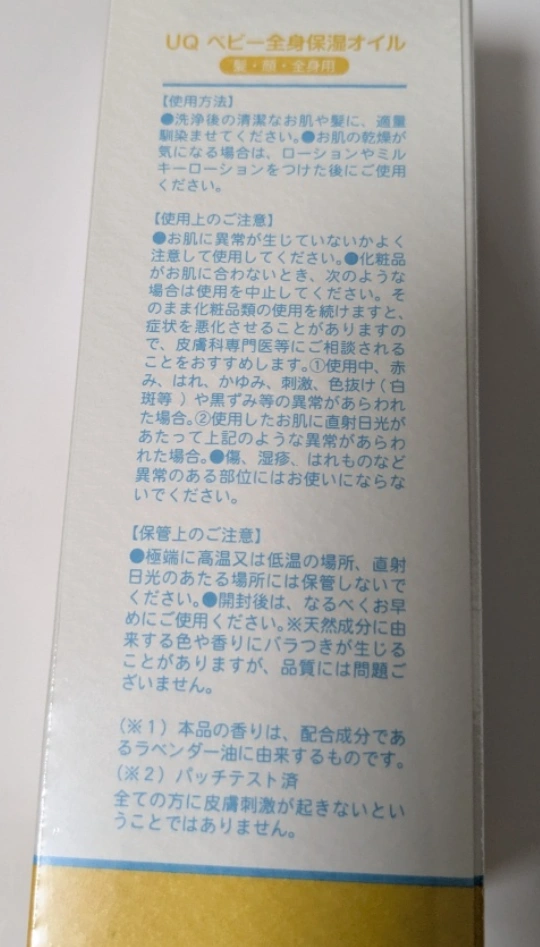 UQ ベビー全身保湿オイル
髪・顔・全身用
【使用方法】
●洗浄後の清潔なお肌や髪に、適量
馴染ませてください。●お肌の乾燥が
気になる場合は、ローションやミル
キーローションをつけた後にご使用
ください。
【使用上のご注意】
●お肌に異常が生じていないかよく
注意して使用してください。●化粧品
がお肌に合わないとき、次のような
場合は使用を中止してください。そ
のまま化粧品類の使用を続けますと、
症状を悪化させることがありますの
で、皮膚科専門医等にご相談される
ことをおすすめします。①使用中、赤
み、はれ、かゆみ、刺激、色抜け(白
斑等 )や黒ずみ等の異常があらわれ
た場合。②使用したお肌に直射日光が
あたって上記のような異常があらわ
れた場合。●傷、湿疹、はれものなど
異常のある部位にはお使いにならな
いでください。
【保管上のご注意】
●極端に高温又は低温の場所、直射
日光のあたる場所には保管しないで
ください。●開封後は、なるべくお早
めにご使用ください。※天然成分に由
来する色や香りにバラつきが生じる
ことがありますが、品質には問題ご
ざいません。
(※1)本品の香りは、配合成分であ
るラベンダー油に由来するものです。
(※2)パッチテスト済
全ての方に皮膚刺激が起きないとい
うことではありません。